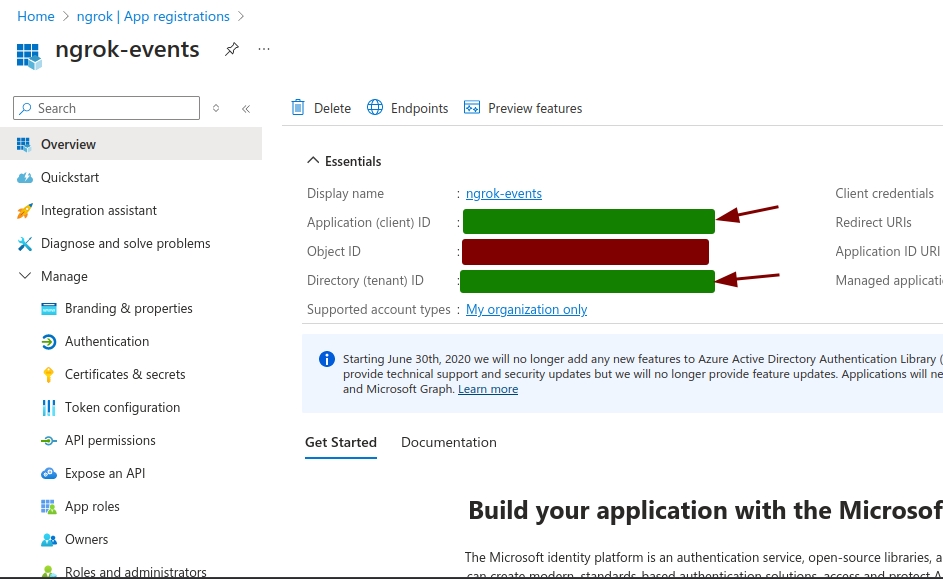 Home > ngrok | App registrations >
ngrok-events
Search
Overview
Quickstart
Integration assistant
Diagnose and solve problems
Manage
Branding & properties
Authentication
Certificates & secrets
Token configuration
API permissions
Expose an API
App roles
Owners
Roles and administrators
Delete Endpoints Preview features
Essentials
Display name : ngrok-events Client credentials
Application (client) ID : Redirect URIs
Object ID : Application ID URI
Directory (tenant) ID : Managed applicati
Supported account types : My organization only
Starting June 30th, 2020 we will no longer add any new features to Azure Active Directory Authentication Library (
provide technical support and security updates but we will no longer provide feature updates. Applications will ne
and Microsoft Graph. Learn more
Get Started Documentation
Build your application with the Microsof
The Microsoft identity platform is an authentication service, open-source libraries, a
can create modern, standards-based authentication solutions, access and protect A